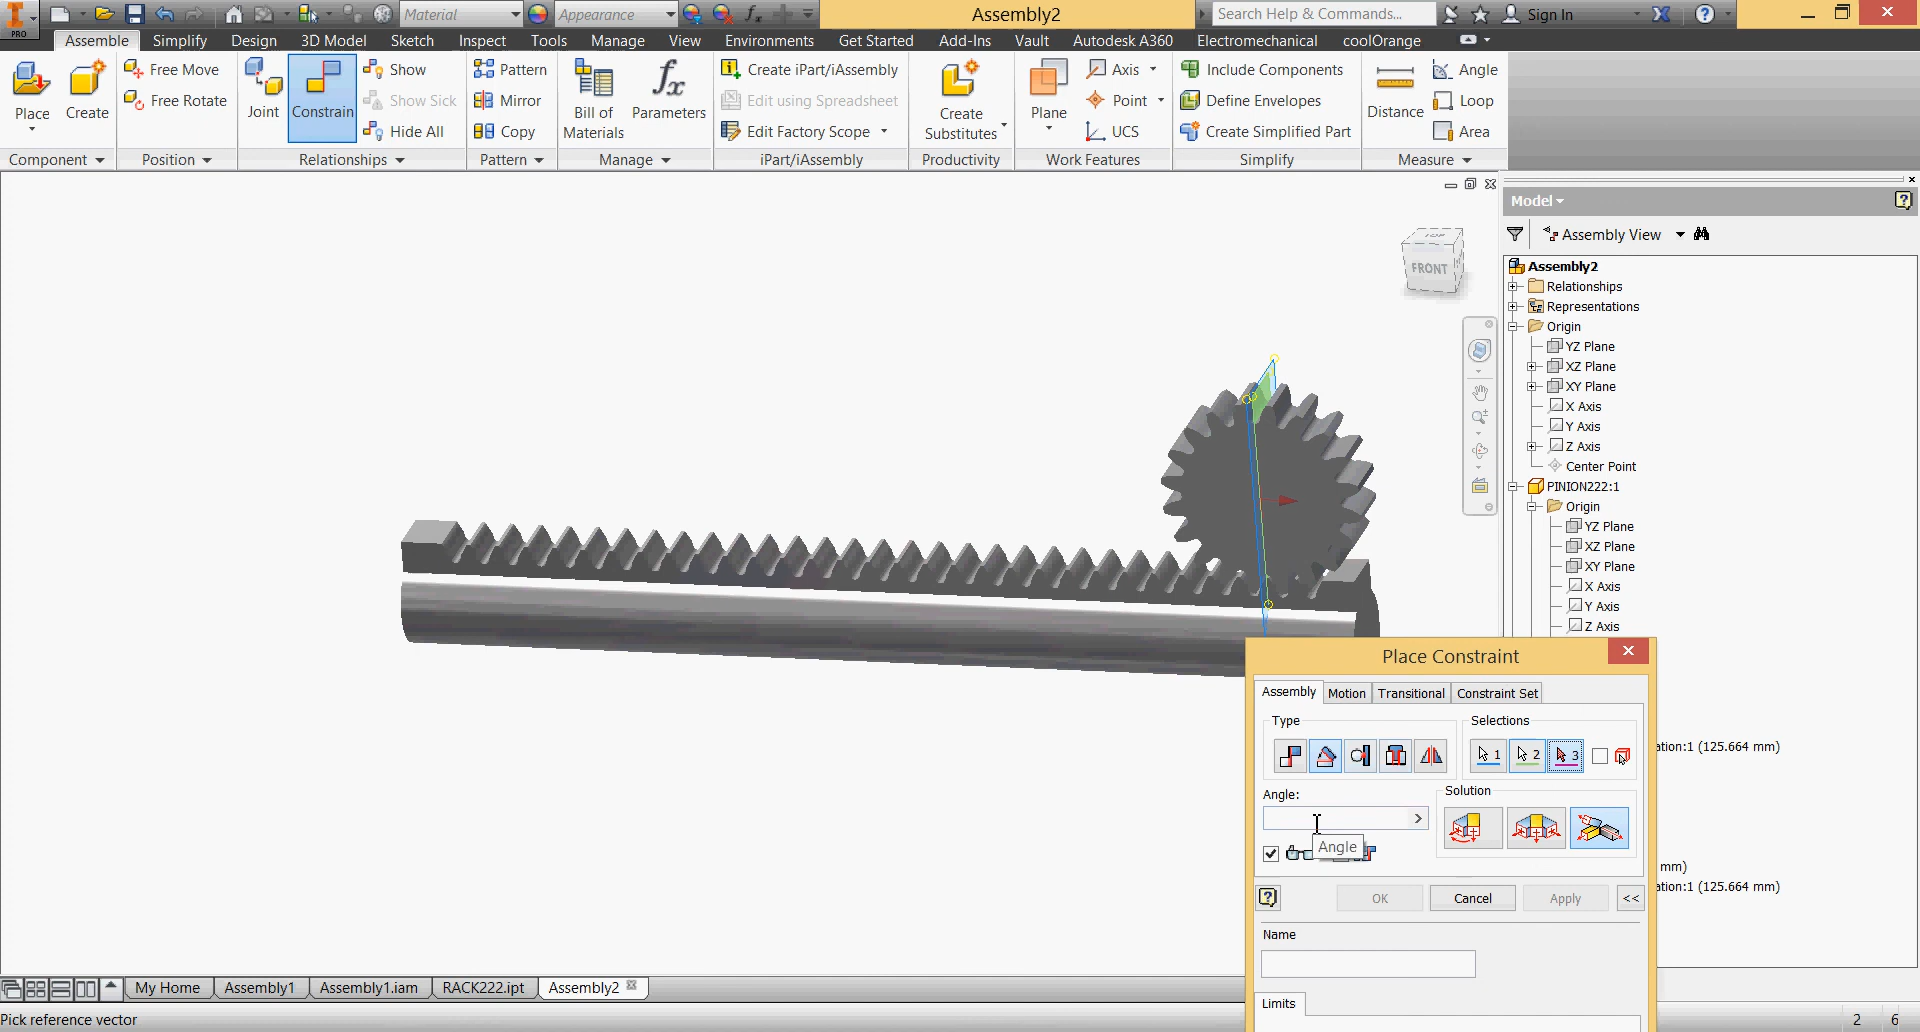 PRO
Material
Appearance
Assembly2
Search Help & Commands...
Sign In
Assemble Simplify Design 3D Model Sketch Inspect Tools Manage View Environments Get Started Add-Ins Vault Autodesk A360 Electromechanical coolOrange
Place
Create
Free Move
Free Rotate
Joint
Constrain
Show
Show Sick
Hide All
Pattern
Mirror
Copy
Bill of
Materials
Parameters
Create iPart/iAssembly
Edit using Spreadsheet
Edit Factory Scope
Create
Substitutes
Plane
Axis
Point
UCS
Include Components
Define Envelopes
Create Simplified Part
Distance
Angle
Loop
Area
Component Position Relationships Pattern Manage iPart/iAssembly Productivity Work Features Simplify Measure
TOP
FRONT
Model
Assembly View
Assembly2
Relationships
Representations
Origin
YZ Plane
XZ Plane
XY Plane
X Axis
Y Axis
Z Axis
Center Point
PINION222:1
Origin
YZ Plane
XZ Plane
XY Plane
X Axis
Y Axis
Z Axis
ation:1 (125.664 mm)
mm)
ation:1 (125.664 mm)
Place Constraint
Assembly Motion Transitional Constraint Set
Type
Selections
1 2 3
Angle:
Solution
Angle
OK Cancel Apply <<
Name
Limits
My Home Assembly1 Assembly1.iam RACK222.ipt Assembly2
Pick reference vector
2 6